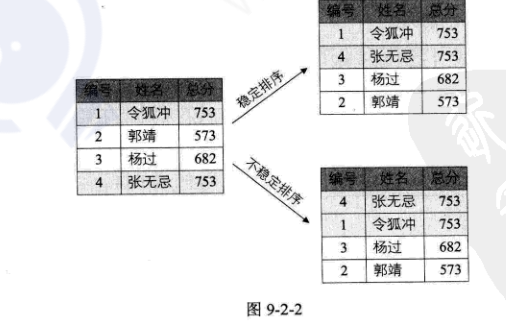 编号 姓名 总分
1 令狐冲 753
4 张无忌 753
3 杨过 682
2 郭靖 573
编号 姓名 总分
1 令狐冲 753
2 郭靖 573
3 杨过 682
4 张无忌 753
稳定排序
不稳定排序
编号 姓名 总分
4 张无忌 753
1 令狐冲 753
3 杨过 682
2 郭靖 573
图 9-2-2